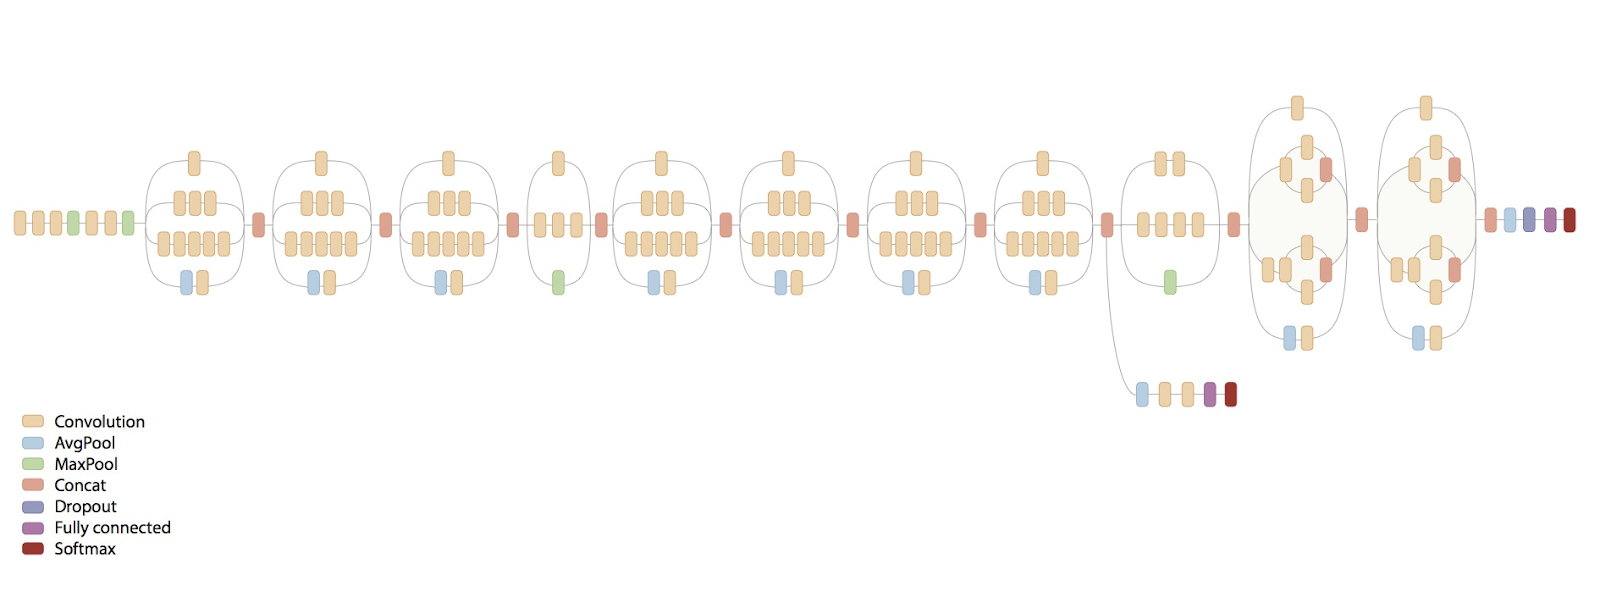 Convolution
AvgPool
MaxPool
Concat
Dropout
Fully connected
Softmax